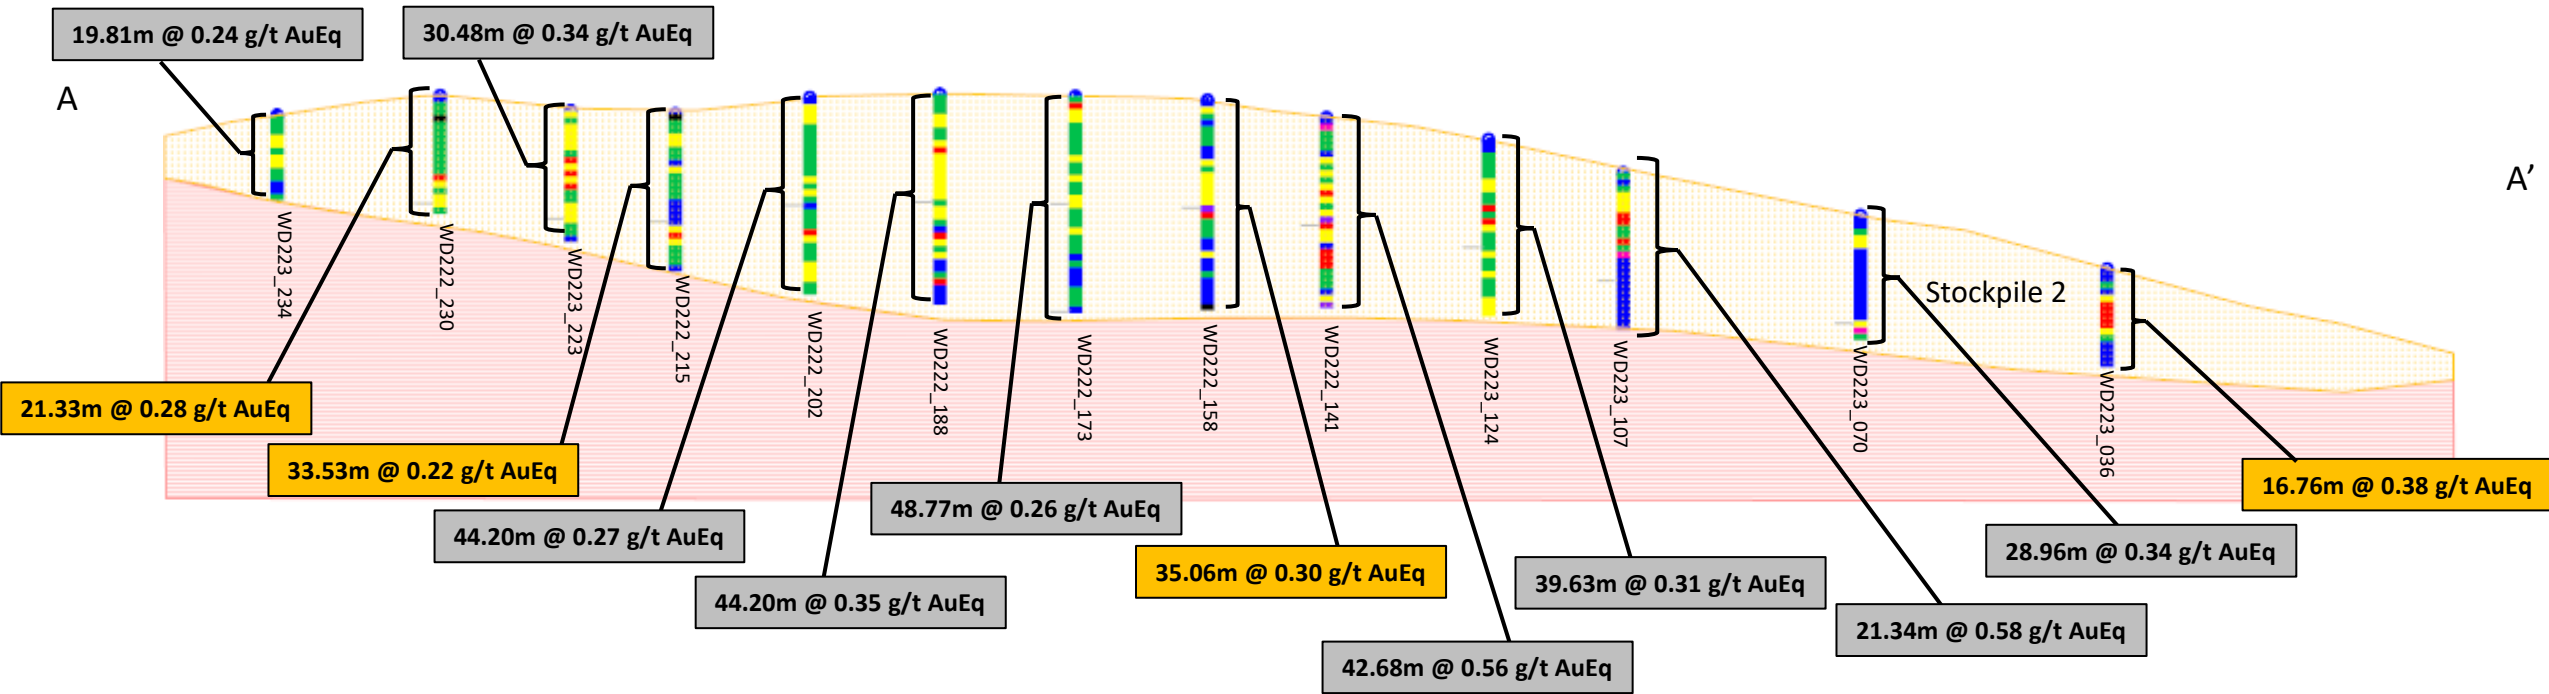 19.81m @ 0.24 g/t AuEq
30.48m @ 0.34 g/t AuEq
A
A’
WD223_234
WD222_230
WD223_223
WD222_215
WD222_202
WD222_188
WD222_173
WD222_158
WD222_141
WD223_124
WD223_107
WD223_070
WD223_036
Stockpile 2
21.33m @ 0.28 g/t AuEq
33.53m @ 0.22 g/t AuEq
44.20m @ 0.27 g/t AuEq
44.20m @ 0.35 g/t AuEq
48.77m @ 0.26 g/t AuEq
35.06m @ 0.30 g/t AuEq
42.68m @ 0.56 g/t AuEq
39.63m @ 0.31 g/t AuEq
21.34m @ 0.58 g/t AuEq
28.96m @ 0.34 g/t AuEq
16.76m @ 0.38 g/t AuEq